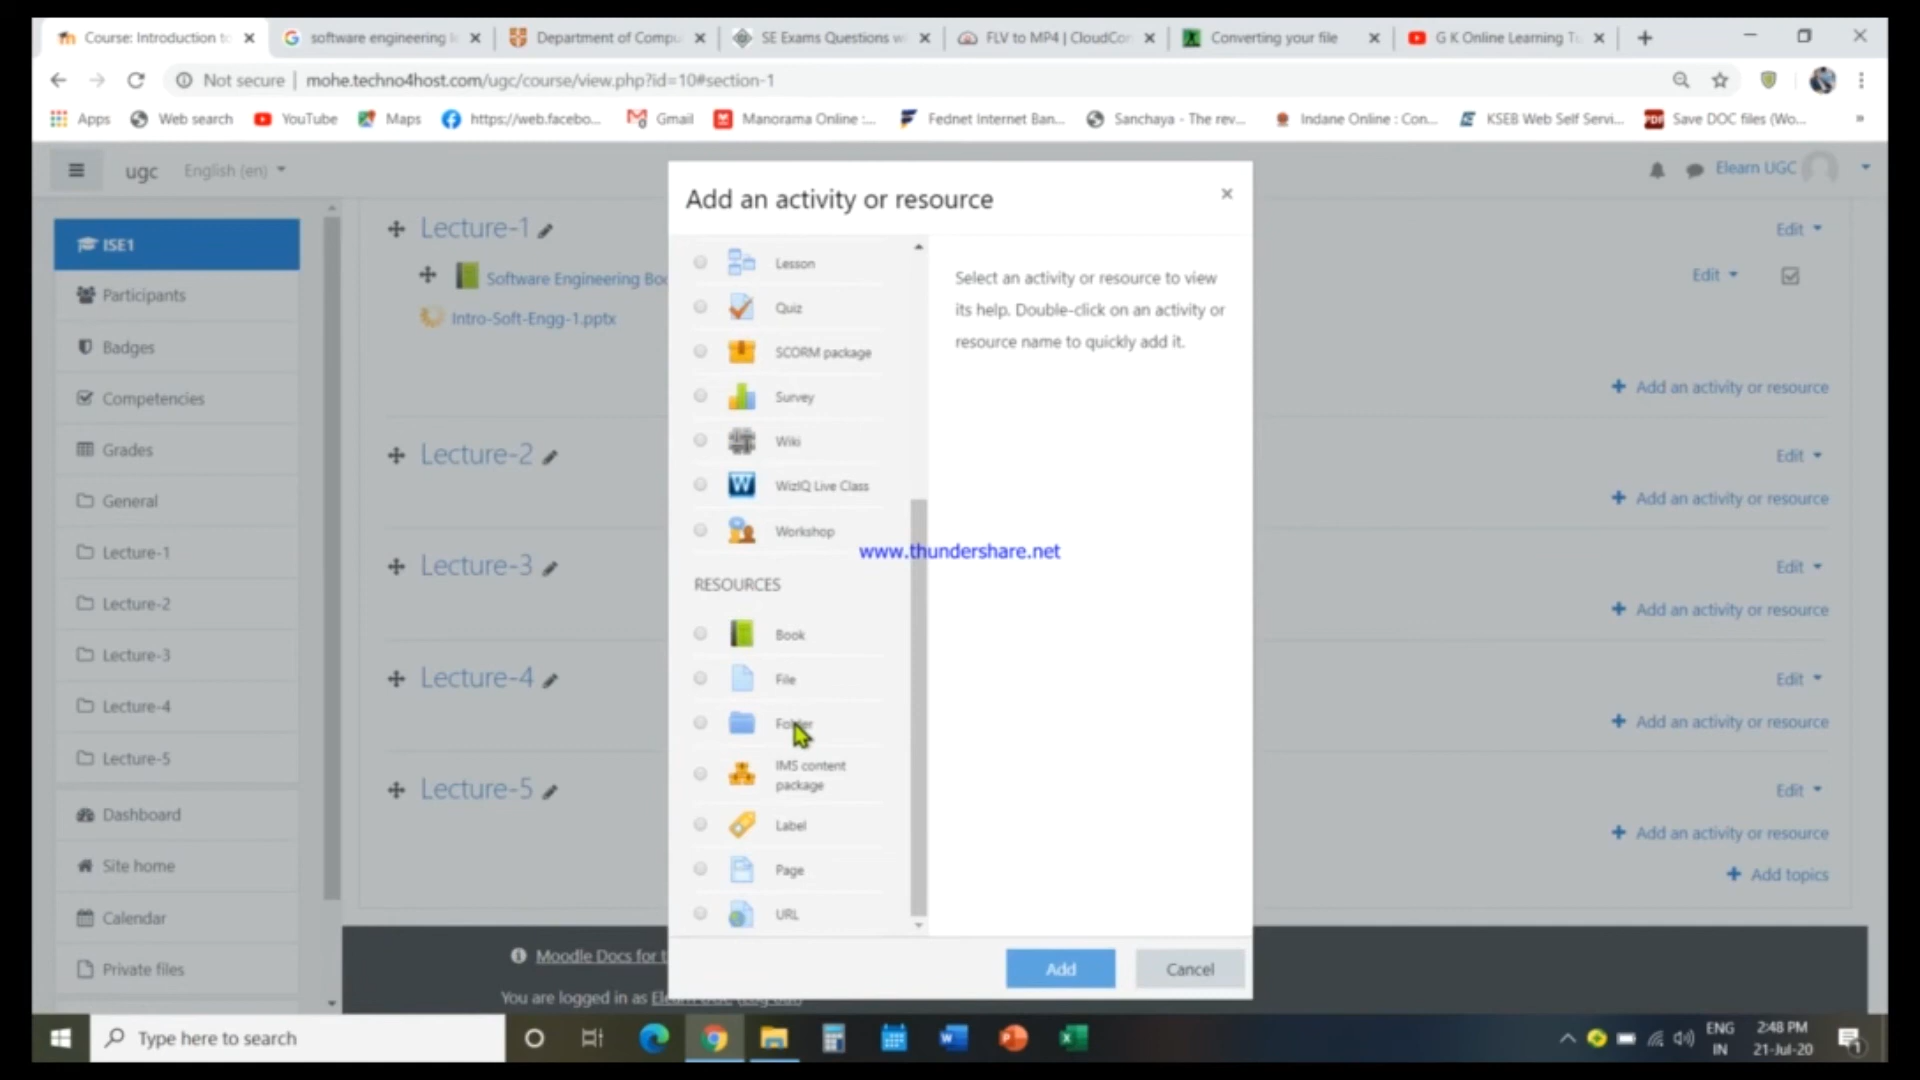 Course: Introduction to
software engineering l
Department of Compu
SE Exams Questions w
FLV to MP4 | CloudCon
Converting your file
G K Online Learning T
Not secure | mohe.techno4host.com/ugc/course/view.php?id=10#section-1
Apps
Web search
YouTube
Maps
https://web.facebo...
Gmail
Manorama Online :...
Fednet Internet Ban...
Sanchaya - The rev...
Indane Online : Con...
KSEB Web Self Servi...
Save DOC files (Wo...
ugc
English (en)
Elearn UGC
ISE1
Participants
Badges
Competencies
Grades
General
Lecture-1
Lecture-2
Lecture-3
Lecture-4
Lecture-5
Dashboard
Site home
Calendar
Private files
Lecture-1
Edit
Software Engineering Boo
Edit
Intro-Soft-Engg-1.pptx
Add an activity or resource
Lecture-2
Edit
Add an activity or resource
Lecture-3
Edit
Add an activity or resource
Lecture-4
Edit
Add an activity or resource
Lecture-5
Edit
Add an activity or resource
Add topics
Moodle Docs for t
You are logged in as
Add an activity or resource
Lesson
Quiz
SCORM package
Survey
Wiki
WizIQ Live Class
Workshop
RESOURCES
Book
File
Folder
IMS content
package
Label
Page
URL
Select an activity or resource to view
its help. Double-click on an activity or
resource name to quickly add it.
www.thundershare.net
Add
Cancel
Type here to search
ENG
IN
2:48 PM
21-Jul-20
1